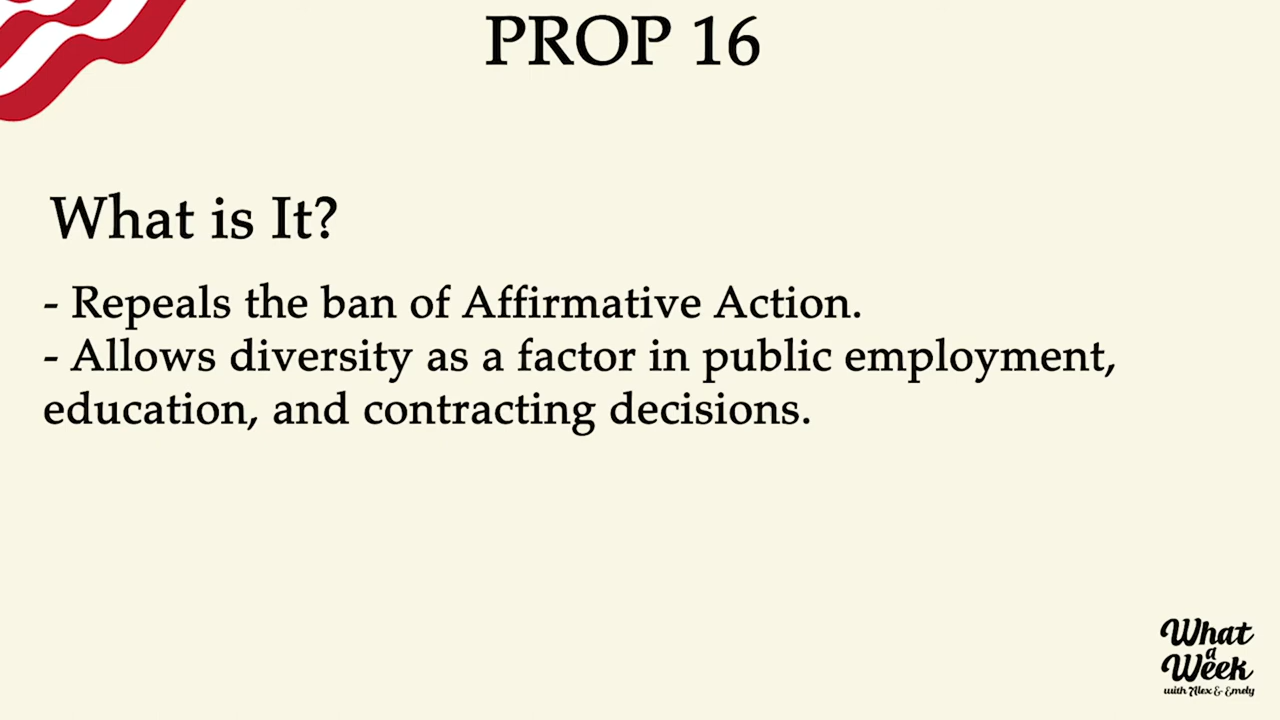 PROP 16
What is It?
- Repeals the ban of Affirmative Action.
- Allows diversity as a factor in public employment,
education, and contracting decisions.
What
a
Week
with Alex & Emely